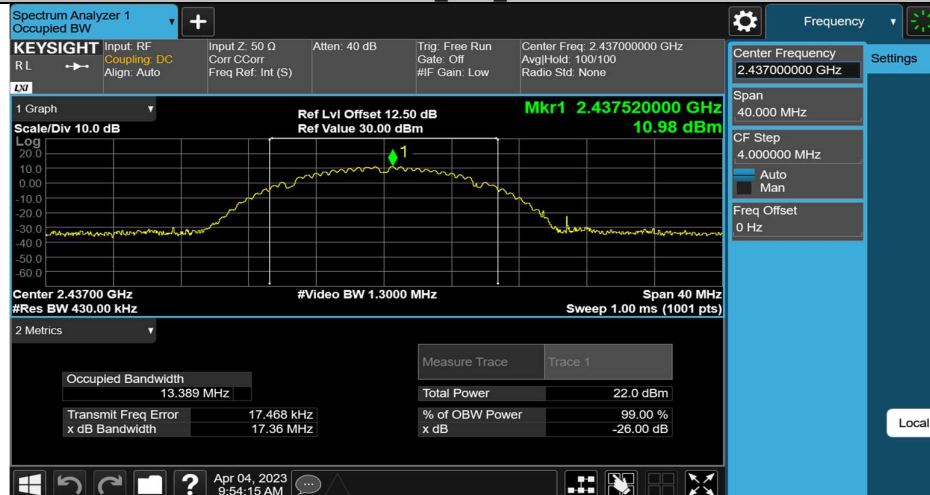 Spectrum Analyzer 1
Occupied BW
+
Frequency
KEYSIGHT
RL
LXI
Input: RF
Coupling: DC
Align: Auto
Input Z: 50 Ω
Corr CCorr
Freq Ref: Int (S)
Atten: 40 dB
Trig: Free Run
Gate: Off
#IF Gain: Low
Center Freq: 2.437000000 GHz
Avg|Hold: 100/100
Radio Std: None
Center Frequency
2.437000000 GHz
Settings
Span
40.000 MHz
CF Step
4.000000 MHz
Auto
Man
Freq Offset
0 Hz
1 Graph
Scale/Div 10.0 dB
Ref Lvl Offset 12.50 dB
Ref Value 30.00 dBm
Mkr1 2.437520000 GHz
10.98 dBm
Log
20.0
10.0
0.00
-10.0
-20.0
-30.0
-40.0
-50.0
-60.0
1
Center 2.43700 GHz
#Res BW 430.00 kHz
#Video BW 1.3000 MHz
Span 40 MHz
Sweep 1.00 ms (1001 pts)
2 Metrics
Measure Trace Trace 1
Occupied Bandwidth
13.389 MHz
Total Power 22.0 dBm
Transmit Freq Error 17.468 kHz
% of OBW Power 99.00 %
x dB Bandwidth 17.36 MHz
x dB -26.00 dB
Local
?
Apr 04, 2023
9:54:15 AM